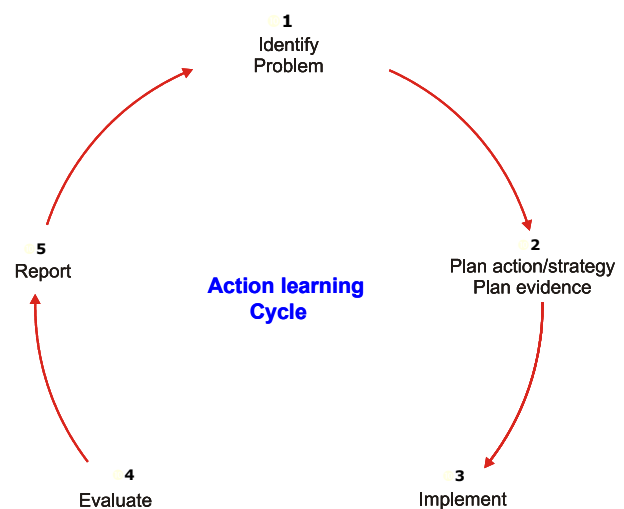 1
Identify
Problem
2
Plan action/strategy
Plan evidence
3
Implement
4
Evaluate
5
Report
Action learning
Cycle